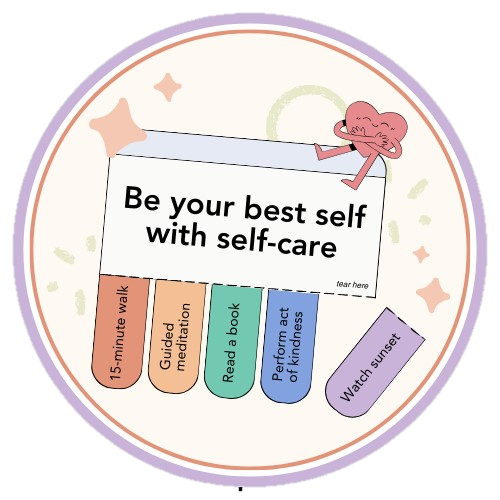 Be your best self
with self-care
tear here
15-minute walk
Guided
meditation
Read a book
Perform act
of kindness
Watch sunset